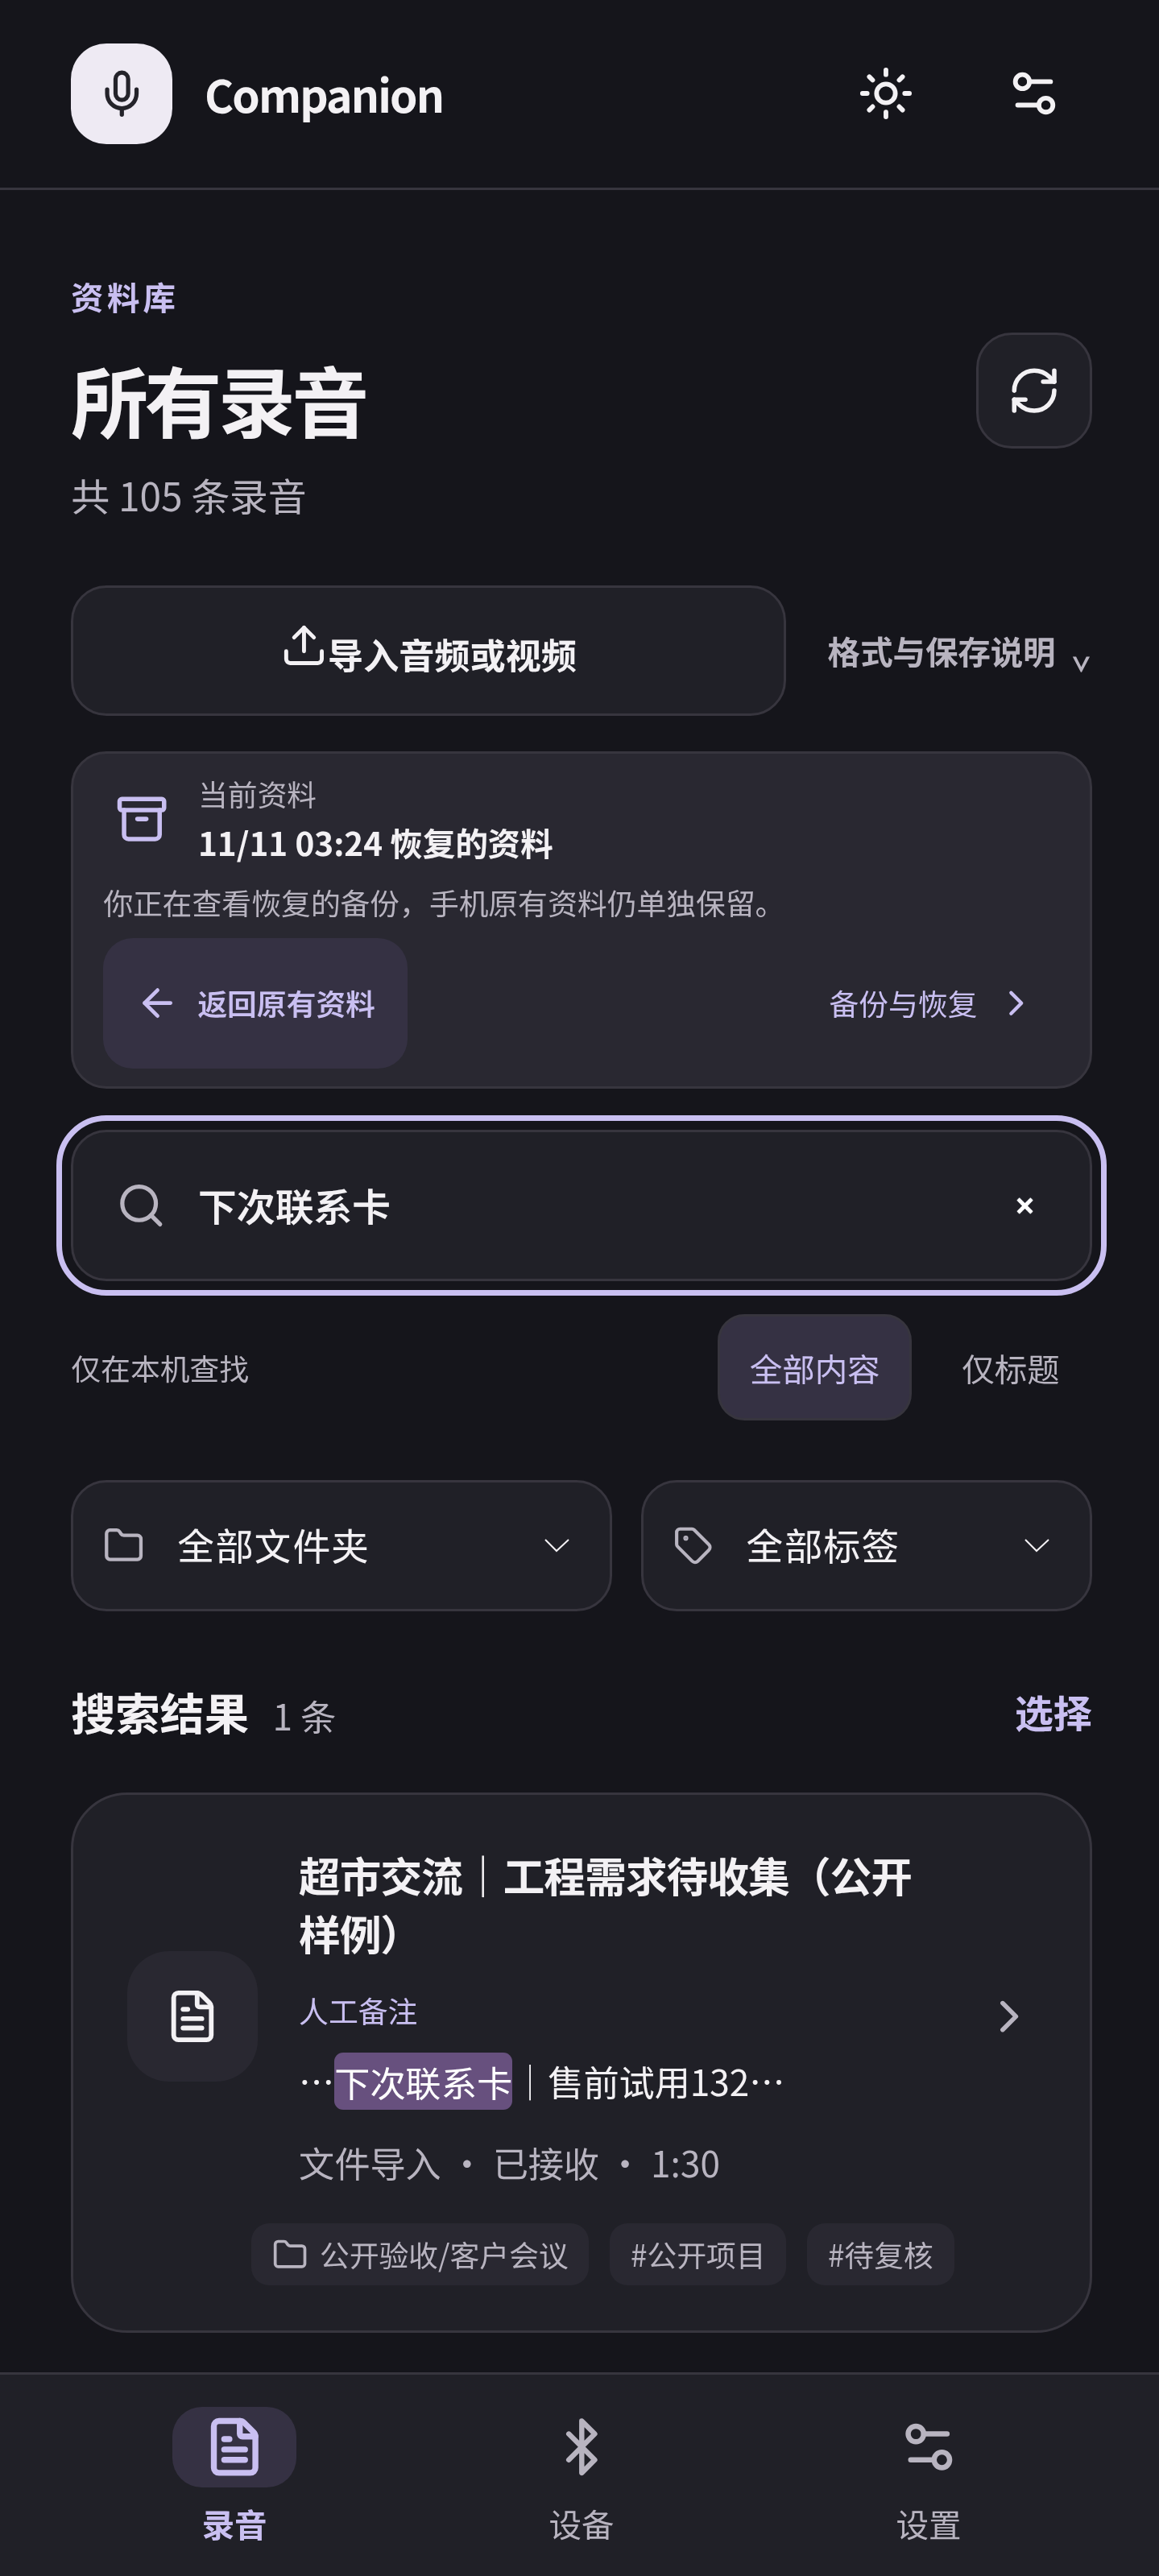 Companion
资料库
所有录音
共 105 条录音
导入音频或视频
格式与保存说明
当前资料
11/11 03:24 恢复的资料
你正在查看恢复的备份，手机原有资料仍单独保留。
返回原有资料
备份与恢复
下次联系卡
仅在本机查找
全部内容
仅标题
全部文件夹
全部标签
搜索结果 1 条
选择
超市交流｜工程需求待收集（公开
样例）
人工备注
…下次联系卡｜售前试用132…
文件导入 · 已接收 · 1:30
公开验收/客户会议
#公开项目
#待复核
录音
设备
设置